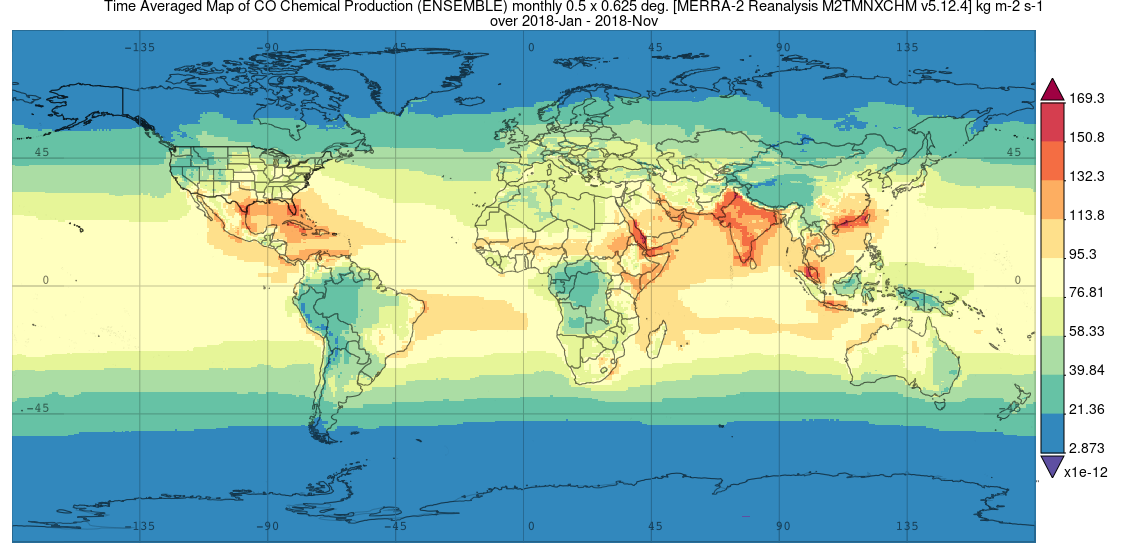 Time Averaged Map of CO Chemical Production (ENSEMBLE) monthly 0.5 x 0.625 deg. [MERRA-2 Reanalysis M2TMNXCHM v5.12.4] kg m-2 s-1
over 2018-Jan - 2018-Nov
-135 -90 -45 0 45 90 135
169.3
150.8
132.3
113.8
95.3
76.81
58.33
39.84
21.36
2.873
x1e-12
45 45
0 0
-45
-135 -90 -45 0 45 90 135